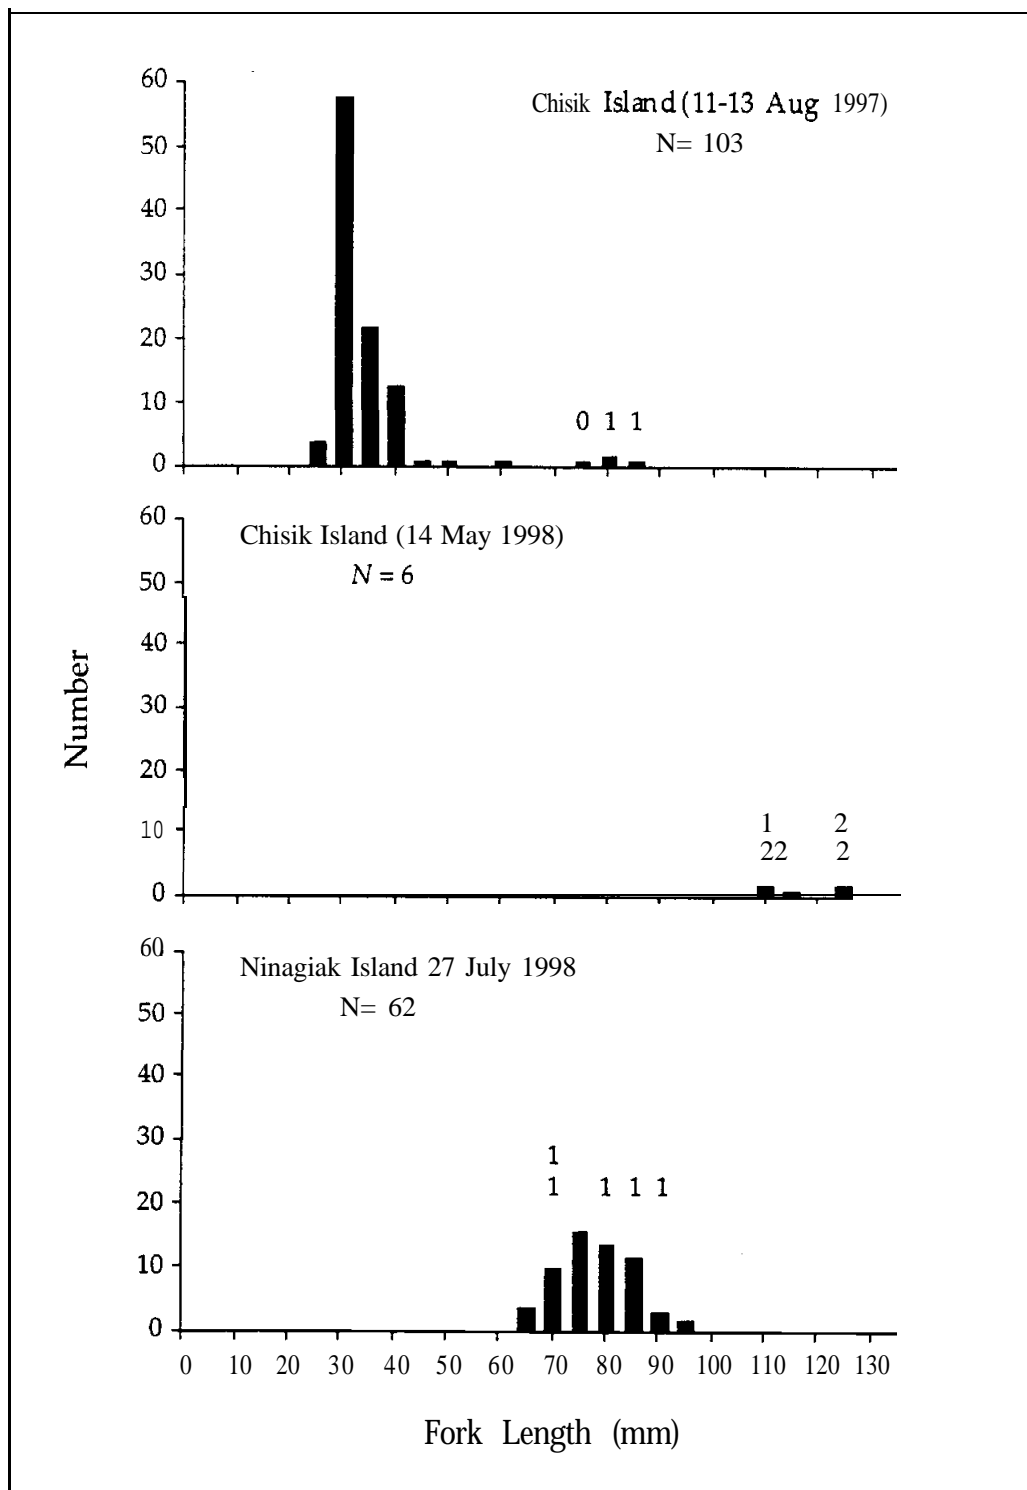 60
Chisik Island (11-13 Aug 1997)
N= 103
50
40
30
20
10
0 1 1
0
60
Chisik Island (14 May 1998)
N = 6
50
40
30
20
10
1 2
22 2
0
Number
60
Ninagiak Island 27 July 1998
N= 62
50
40
30
1
20
1 1 1 1
10
0
0 10 20 30 40 50 60 70 80 90 100 110 120 130
Fork Length (mm)